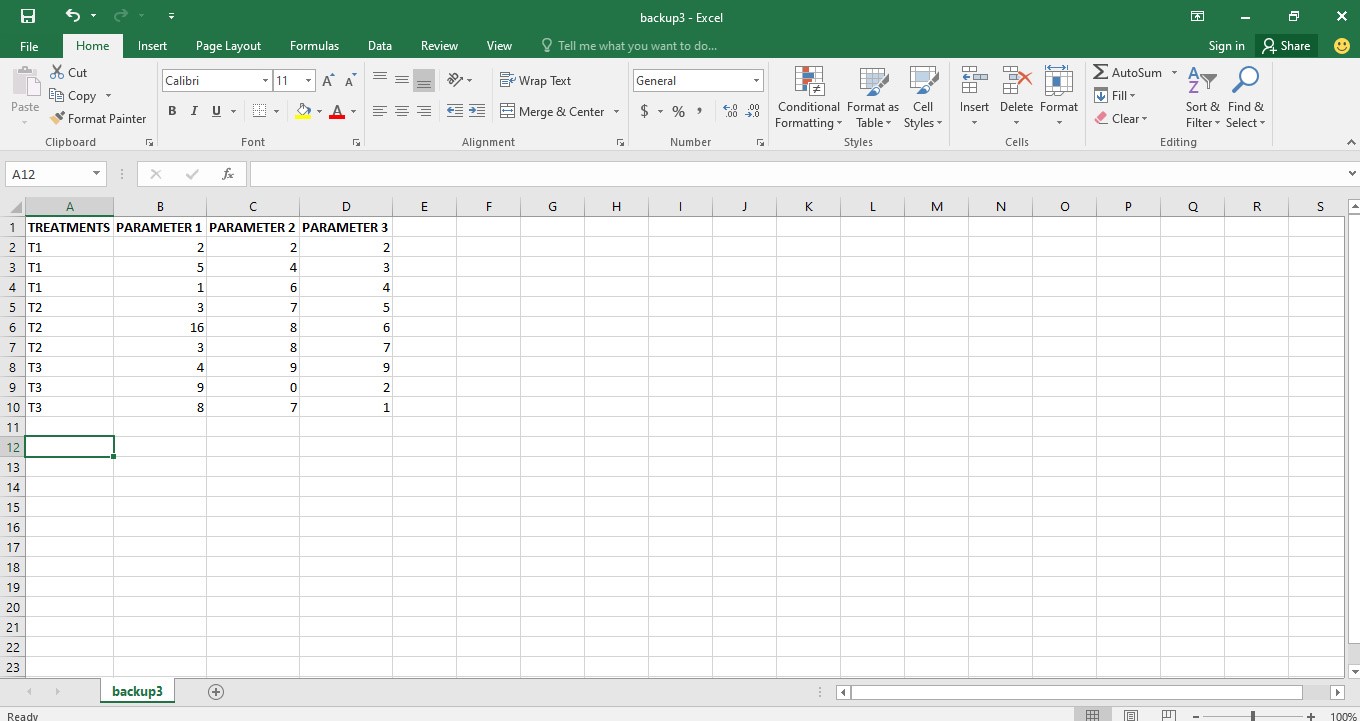 backup3 - Excel
File Home Insert Page Layout Formulas Data Review View Tell me what you want to do... Sign in Share
Paste
Cut
Copy
Format Painter
Clipboard
Calibri 11 A A
B I U A
Font
Wrap Text
Merge & Center
Alignment
General
$ % ,
Number
Conditional Formatting
Format as Table
Cell Styles
Styles
Insert Delete Format
Cells
AutoSum
Fill
Clear
Sort & Filter
Find & Select
Editing
A12 fx
A B C D E F G H I J K L M N O P Q R S
1 TREATMENTS PARAMETER 1 PARAMETER 2 PARAMETER 3
2 T1 2 2 2
3 T1 5 4 3
4 T1 1 6 4
5 T2 3 7 5
6 T2 16 8 6
7 T2 3 8 7
8 T3 4 9 9
9 T3 9 0 2
10 T3 8 7 1
11
12
13
14
15
16
17
18
19
20
21
22
23
backup3
Ready 100%